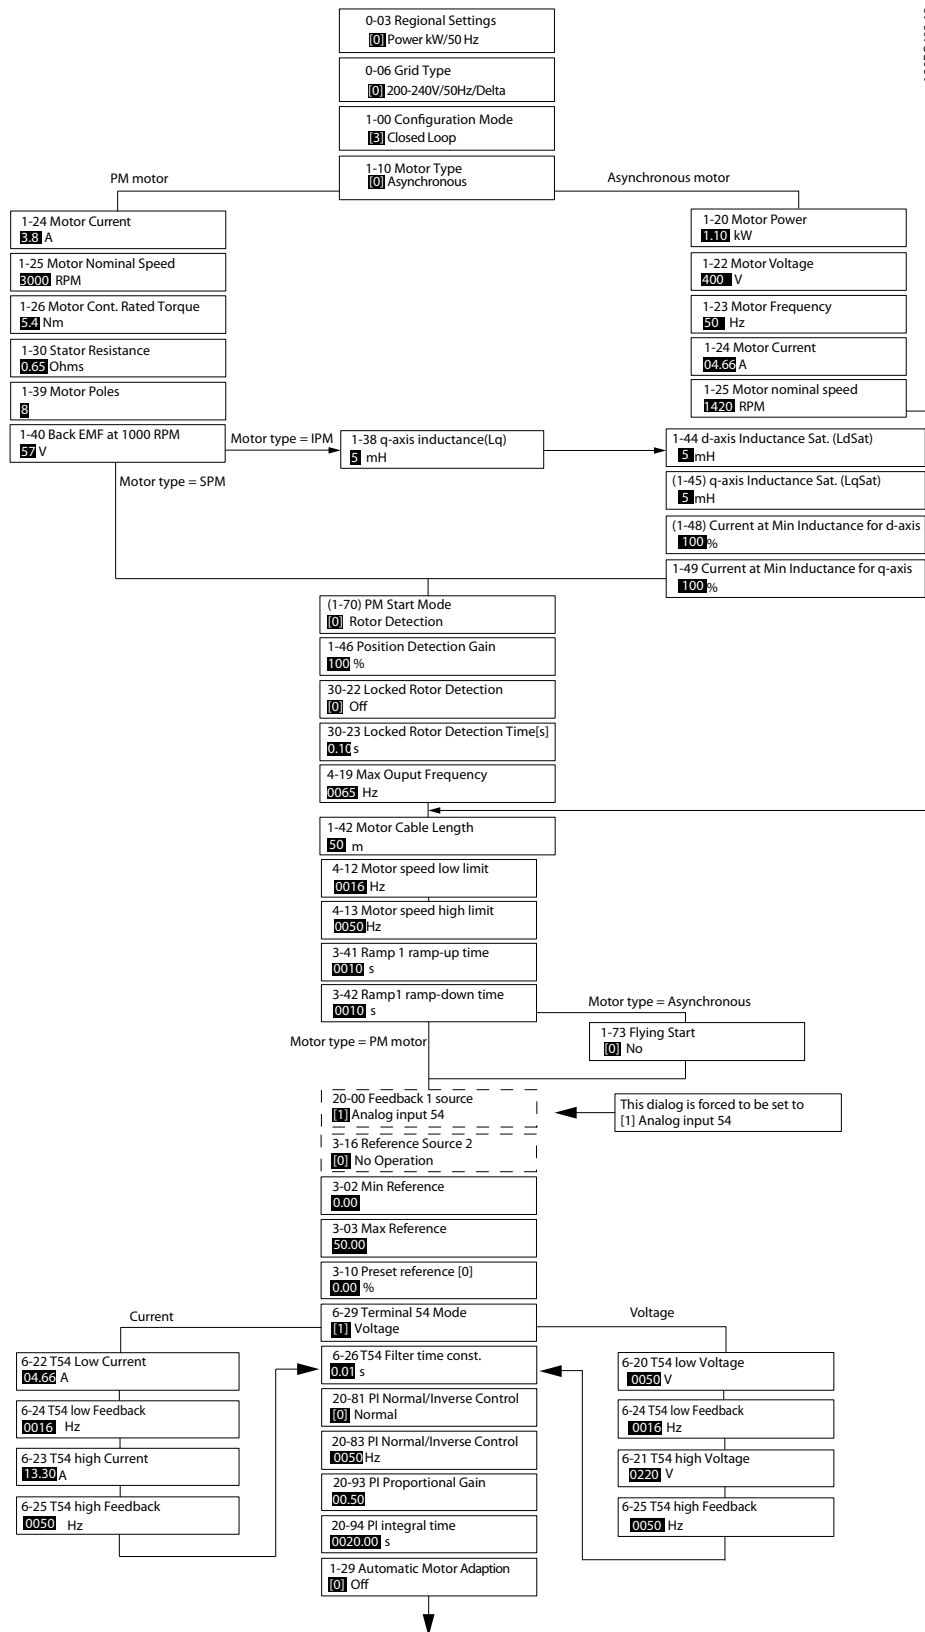 0-03 Regional Settings
[0] Power kW/50 Hz
0-06 Grid Type
[0] 200-240V/50Hz/Delta
1-00 Configuration Mode
[3] Closed Loop
1-10 Motor Type
[0] Asynchronous
PM motor
Asynchronous motor
1-24 Motor Current
3.8 A
1-25 Motor Nominal Speed
3000 RPM
1-26 Motor Cont. Rated Torque
5.4 Nm
1-30 Stator Resistance
0.65 Ohms
1-39 Motor Poles
8
1-40 Back EMF at 1000 RPM
57 V
1-20 Motor Power
1.10 kW
1-22 Motor Voltage
400 V
1-23 Motor Frequency
50 Hz
1-24 Motor Current
04.66 A
1-25 Motor nominal speed
1420 RPM
Motor type = IPM
Motor type = SPM
1-38 q-axis inductance(Lq)
5 mH
1-44 d-axis Inductance Sat. (LdSat)
5 mH
(1-45) q-axis Inductance Sat. (LqSat)
5 mH
(1-48) Current at Min Inductance for d-axis
100 %
1-49 Current at Min Inductance for q-axis
100 %
(1-70) PM Start Mode
[0] Rotor Detection
1-46 Position Detection Gain
100 %
30-22 Locked Rotor Detection
[0] Off
30-23 Locked Rotor Detection Time[s]
0.10 s
4-19 Max Ouput Frequency
0065 Hz
1-42 Motor Cable Length
50 m
4-12 Motor speed low limit
0016 Hz
4-13 Motor speed high limit
0050 Hz
3-41 Ramp 1 ramp-up time
0010 s
3-42 Ramp1 ramp-down time
0010 s
Motor type = Asynchronous
1-73 Flying Start
[0] No
Motor type = PM motor
20-00 Feedback 1 source
[1] Analog input 54
This dialog is forced to be set to
[1] Analog input 54
3-16 Reference Source 2
[0] No Operation
3-02 Min Reference
0.00
3-03 Max Reference
50.00
3-10 Preset reference [0]
0.00 %
6-29 Terminal 54 Mode
[1] Voltage
Current
Voltage
6-22 T54 Low Current
04.66 A
6-24 T54 low Feedback
0016 Hz
6-23 T54 high Current
13.30 A
6-25 T54 high Feedback
0050 Hz
6-26 T54 Filter time const.
0.01 s
20-81 PI Normal/Inverse Control
[0] Normal
20-83 PI Normal/Inverse Control
0050 Hz
20-93 PI Proportional Gain
00.50
20-94 PI integral time
0020.00 s
1-29 Automatic Motor Adaption
[0] Off
6-20 T54 low Voltage
0050 V
6-24 T54 low Feedback
0016 Hz
6-21 T54 high Voltage
0220 V
6-25 T54 high Feedback
0050 Hz